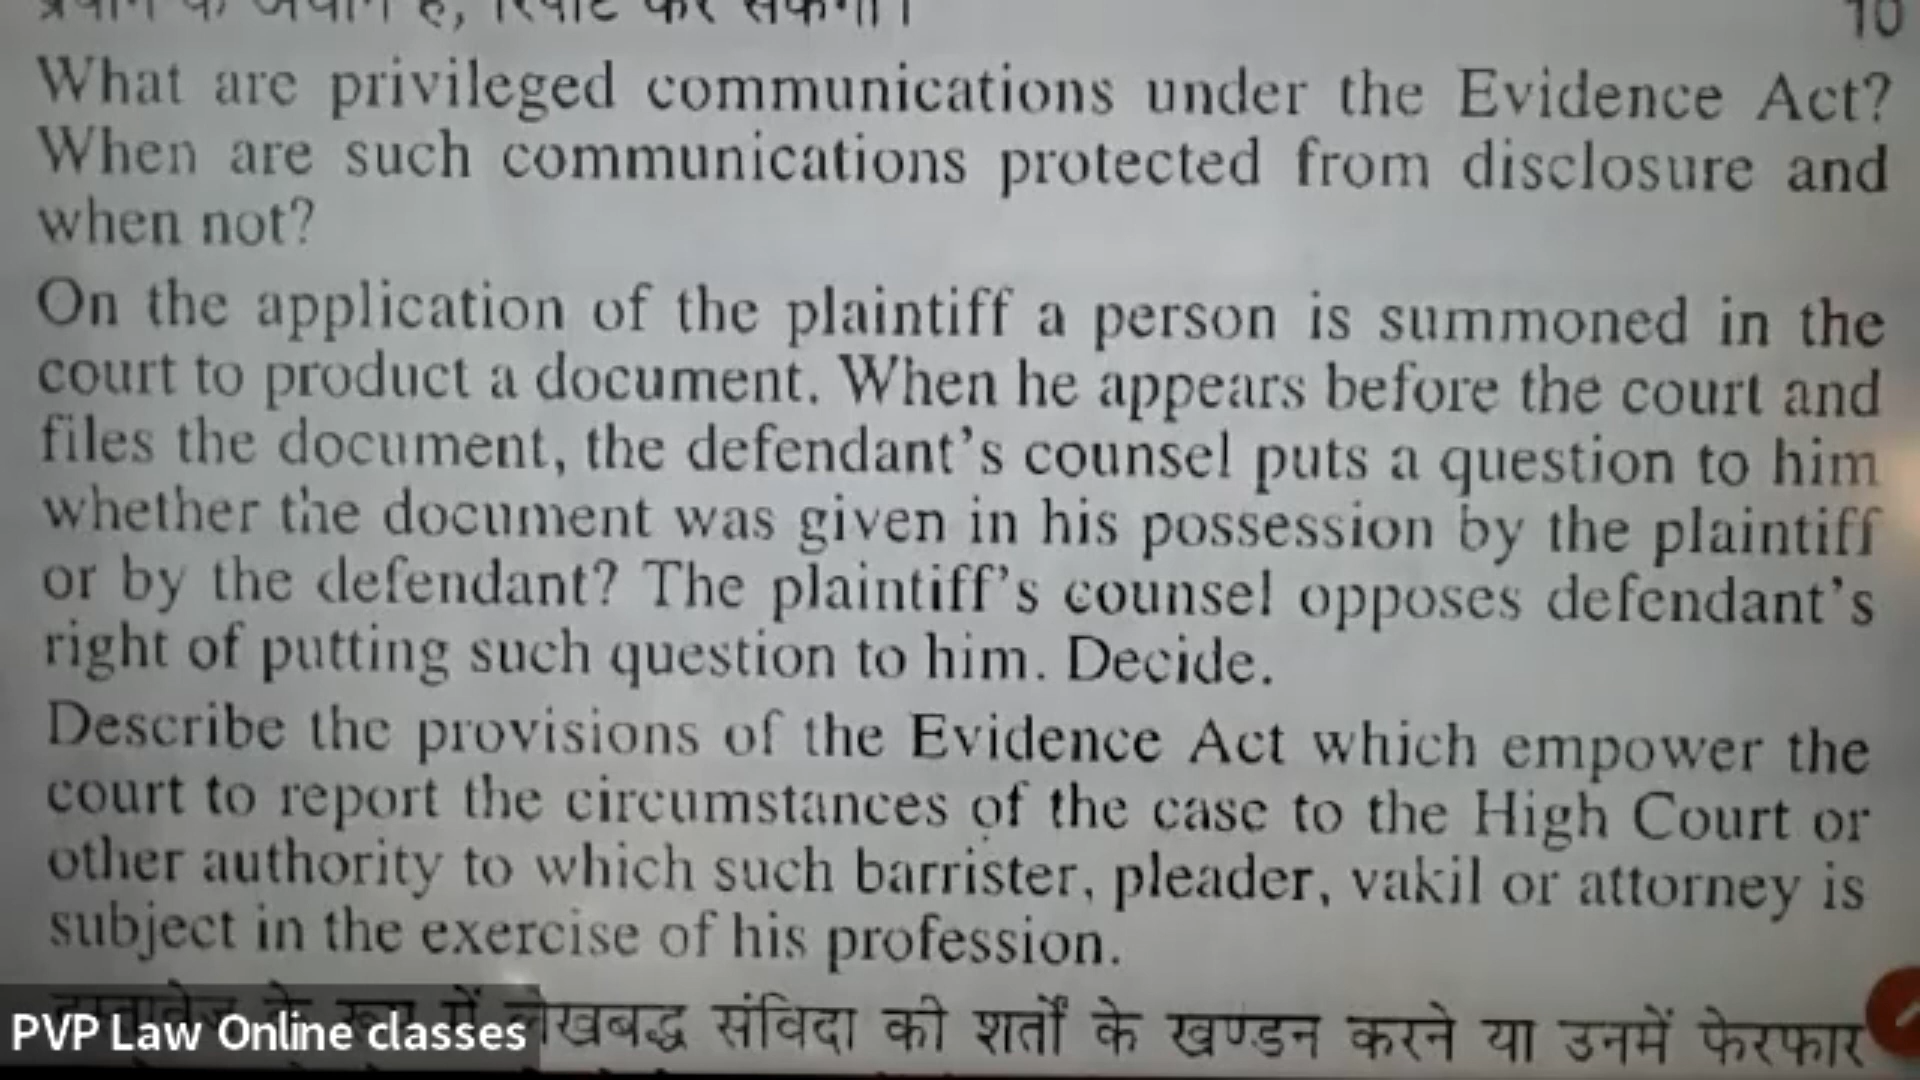 प्रयोग के अधीन है, रिपोर्ट कर सकेगा।
10
What are privileged communications under the Evidence Act?
When are such communications protected from disclosure and
when not?
On the application of the plaintiff a person is summoned in the
court to product a document. When he appears before the court and
files the document, the defendant's counsel puts a question to him
whether the document was given in his possession by the plaintiff
or by the defendant? The plaintiff's counsel opposes defendant's
right of putting such question to him. Decide.
Describe the provisions of the Evidence Act which empower the
court to report the circumstances of the case to the High Court or
other authority to which such barrister, pleader, vakil or attorney is
subject in the exercise of his profession.
दस्तावेज के रूप में लेखबद्ध संविदा की शर्तों के खण्डन करने या उनमें फेरफार
PVP Law Online classes